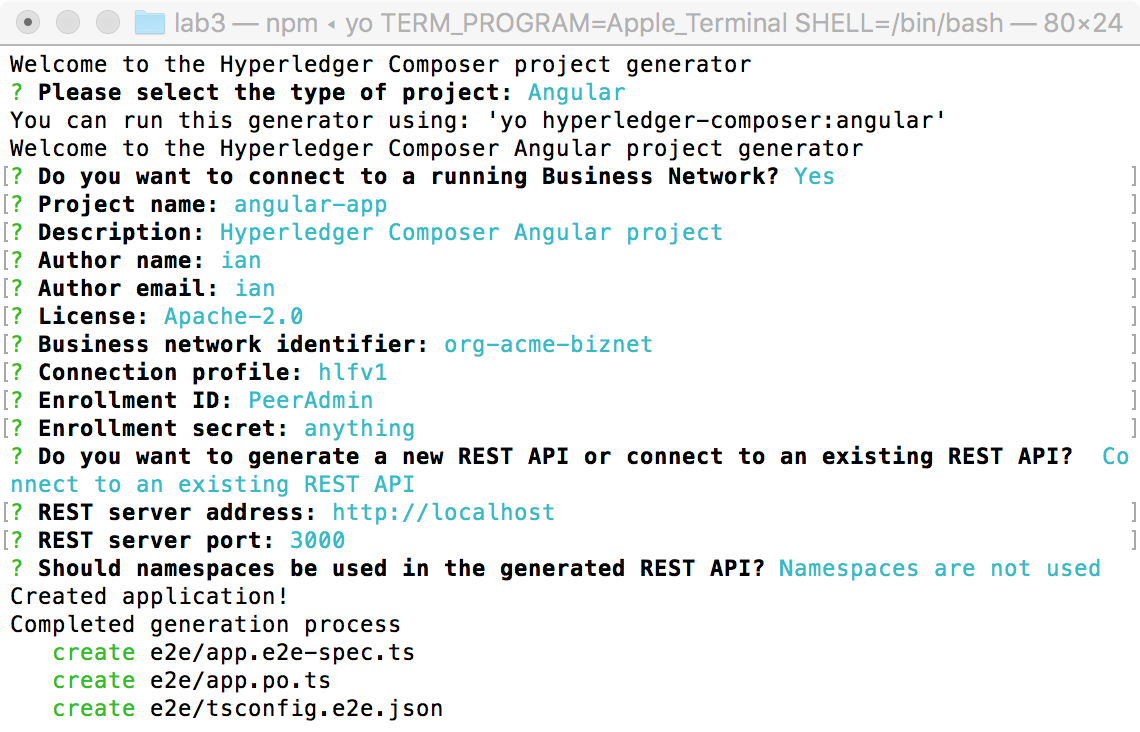 lab3 — npm ◂ yo TERM_PROGRAM=Apple_Terminal SHELL=/bin/bash — 80×24
Welcome to the Hyperledger Composer project generator
? Please select the type of project: Angular
You can run this generator using: 'yo hyperledger-composer:angular'
Welcome to the Hyperledger Composer Angular project generator
[? Do you want to connect to a running Business Network? Yes ]
[? Project name: angular-app ]
[? Description: Hyperledger Composer Angular project ]
[? Author name: ian ]
[? Author email: ian ]
[? License: Apache-2.0 ]
[? Business network identifier: org-acme-biznet ]
[? Connection profile: hlfv1 ]
[? Enrollment ID: PeerAdmin ]
[? Enrollment secret: anything ]
? Do you want to generate a new REST API or connect to an existing REST API?  Co
nnect to an existing REST API
[? REST server address: http://localhost ]
[? REST server port: 3000 ]
? Should namespaces be used in the generated REST API? Namespaces are not used
Created application!
Completed generation process
   create e2e/app.e2e-spec.ts
   create e2e/app.po.ts
   create e2e/tsconfig.e2e.json